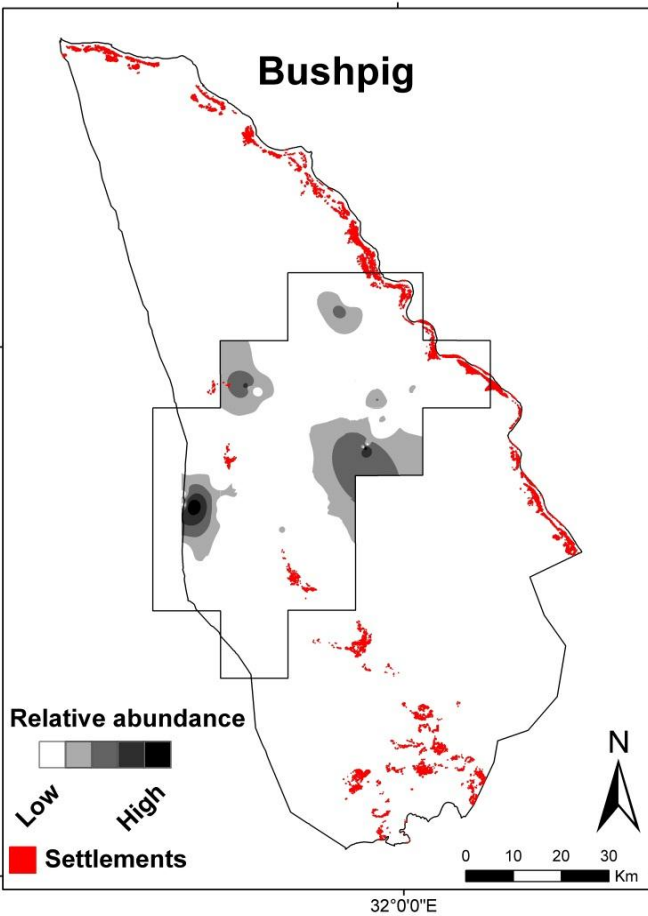 Bushpig
Relative abundance
Low
High
Settlements
N
0 10 20 30
Km
32°0'0"E